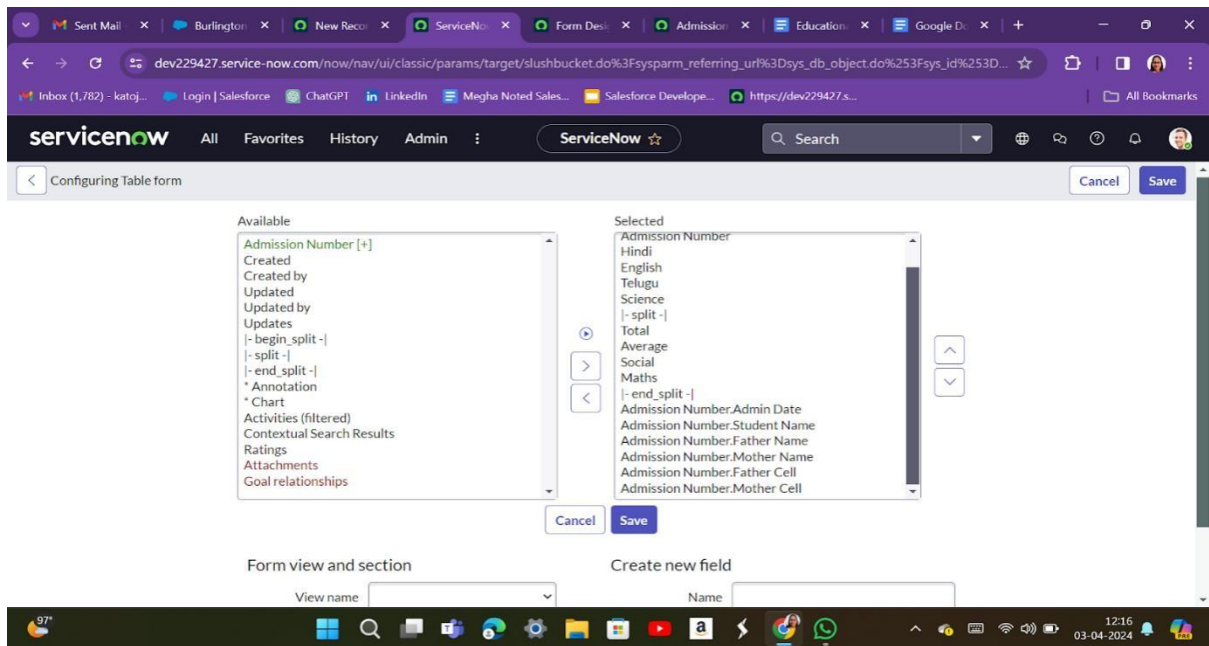 Sent Mail
Burlington
New Recor
ServiceNo
Form Desig
Admission
Education
Google Do
dev229427.service-now.com/now/nav/ui/classic/params/target/slushbucket.do%3Fsysparm_referring_url%3Dsys_db_object.do%253Fsys_id%253D...
Inbox (1,782) - katoj...
Login | Salesforce
ChatGPT
LinkedIn
Megha Noted Sales...
Salesforce Develope...
https://dev229427.s...
All Bookmarks
servicenow
All
Favorites
History
Admin
ServiceNow
Search
Configuring Table form
Cancel
Save
Available
Admission Number [+]
Created
Created by
Updated
Updated by
Updates
|- begin_split -|
|- split -|
|- end_split -|
* Annotation
* Chart
Activities (filtered)
Contextual Search Results
Ratings
Attachments
Goal relationships
Selected
Admission Number
Hindi
English
Telugu
Science
|- split -|
Total
Average
Social
Maths
|- end_split -|
Admission Number.Admin Date
Admission Number.Student Name
Admission Number.Father Name
Admission Number.Mother Name
Admission Number.Father Cell
Admission Number.Mother Cell
Cancel
Save
Form view and section
View name
Create new field
Name
97°
12:16
03-04-2024